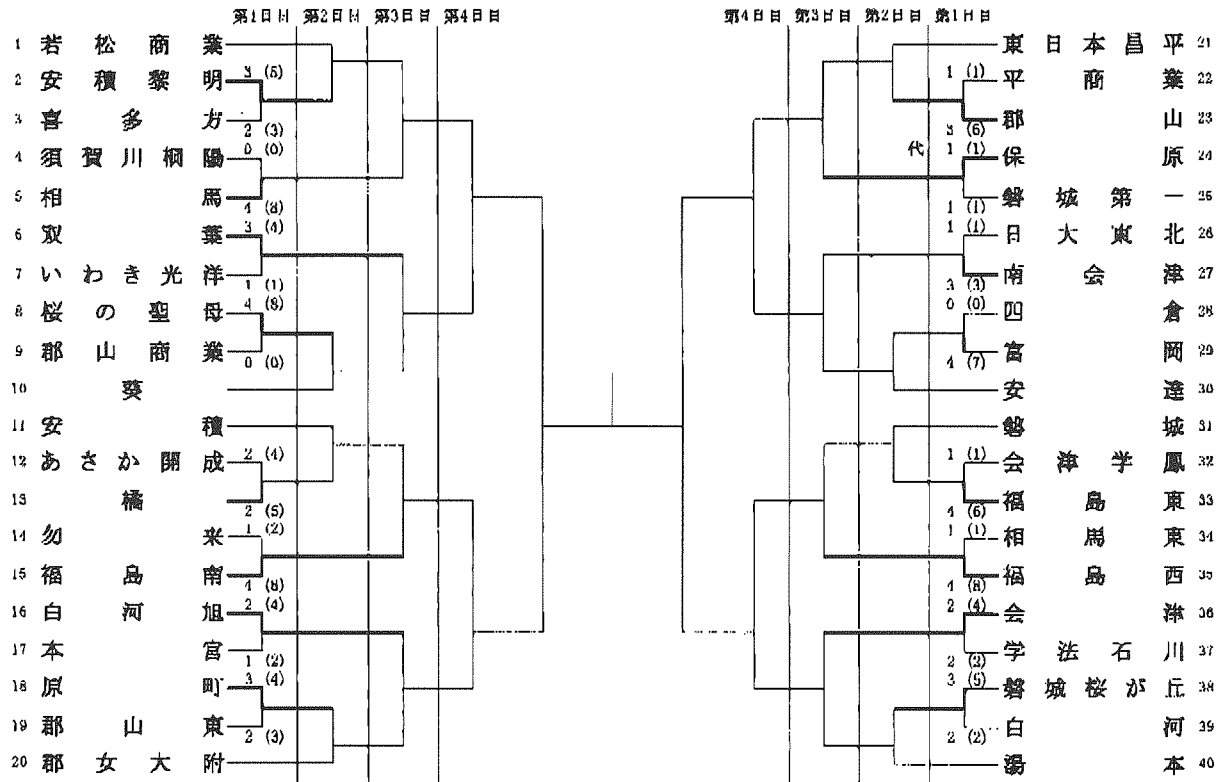 第1日目 第2日目 第3日目 第4日目
1 若松商業
3 (5)
2 安積黎明
3 喜多方
2 (3)
0 (0)
4 須賀川桐陽
5 相馬
4 (8)
3 (4)
6 双葉
7 いわき光洋
1 (1)
4 (8)
8 桜の聖母
9 郡山商業
0 (0)
10 葵
11 安積
2 (4)
12 あさか開成
13 橘
2 (5)
1 (2)
14 勿来
15 福島南
4 (8)
2 (4)
16 白河旭
17 本宮
1 (2)
3 (4)
18 原町
19 郡山東
2 (3)
20 郡女大附
第4日目 第3日目 第2日目 第1日目
東日本昌平 21
1 (1)
平商業 22
郡山 23
3 (6)
代 1 (1)
保原 24
磐城第一 25
1 (1)
1 (1)
日大東北 26
南会津 27
3 (3)
0 (0)
四倉 28
富岡 29
4 (7)
安達 30
磐城 31
1 (1)
会津学鳳 32
福島東 33
4 (6)
1 (1)
相馬東 34
福島西 35
4 (8)
2 (4)
会津 36
学法石川 37
2 (2)
3 (5)
磐城桜が丘 38
白河 39
2 (2)
湯本 40